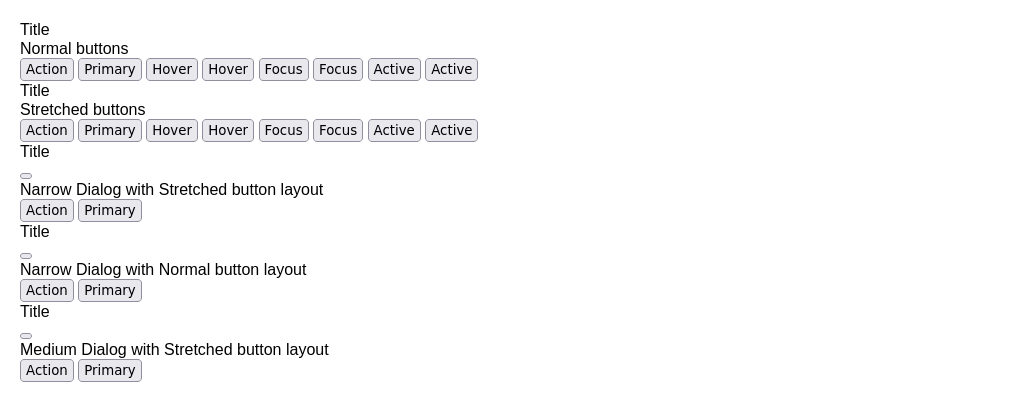 Title
Normal buttons
Action Primary Hover Hover Focus Focus Active Active
Title
Stretched buttons
Action Primary Hover Hover Focus Focus Active Active
Title
Narrow Dialog with Stretched button layout
Action Primary
Title
Narrow Dialog with Normal button layout
Action Primary
Title
Medium Dialog with Stretched button layout
Action Primary